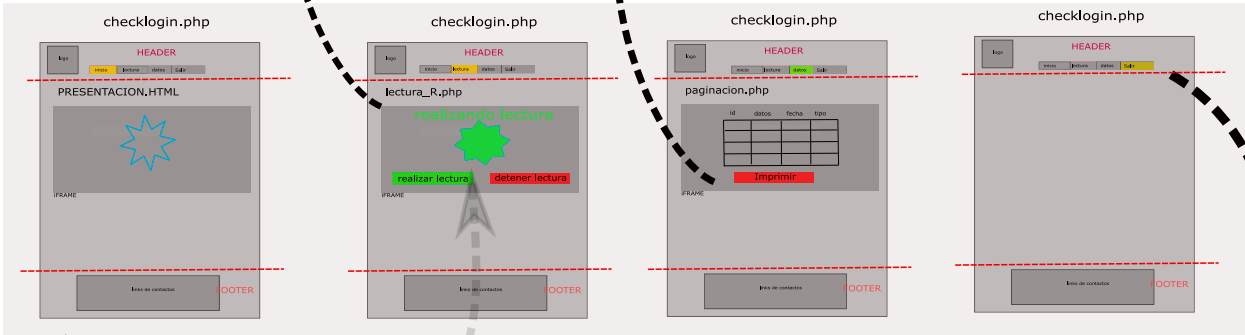 checklogin.php
logo
HEADER
inicio lectura datos Salir
PRESENTACION.HTML
iFRAME
links de contactos
FOOTER
checklogin.php
logo
HEADER
inicio lectura datos Salir
lectura_R.php
realizando lectura
realizar lectura detener lectura
iFRAME
links de contactos
FOOTER
checklogin.php
logo
HEADER
inicio lectura datos Salir
paginacion.php
id datos fecha tipo
Imprimir
iFRAME
links de contactos
FOOTER
checklogin.php
logo
HEADER
inicio lectura datos Salir
links de contactos
FOOTER